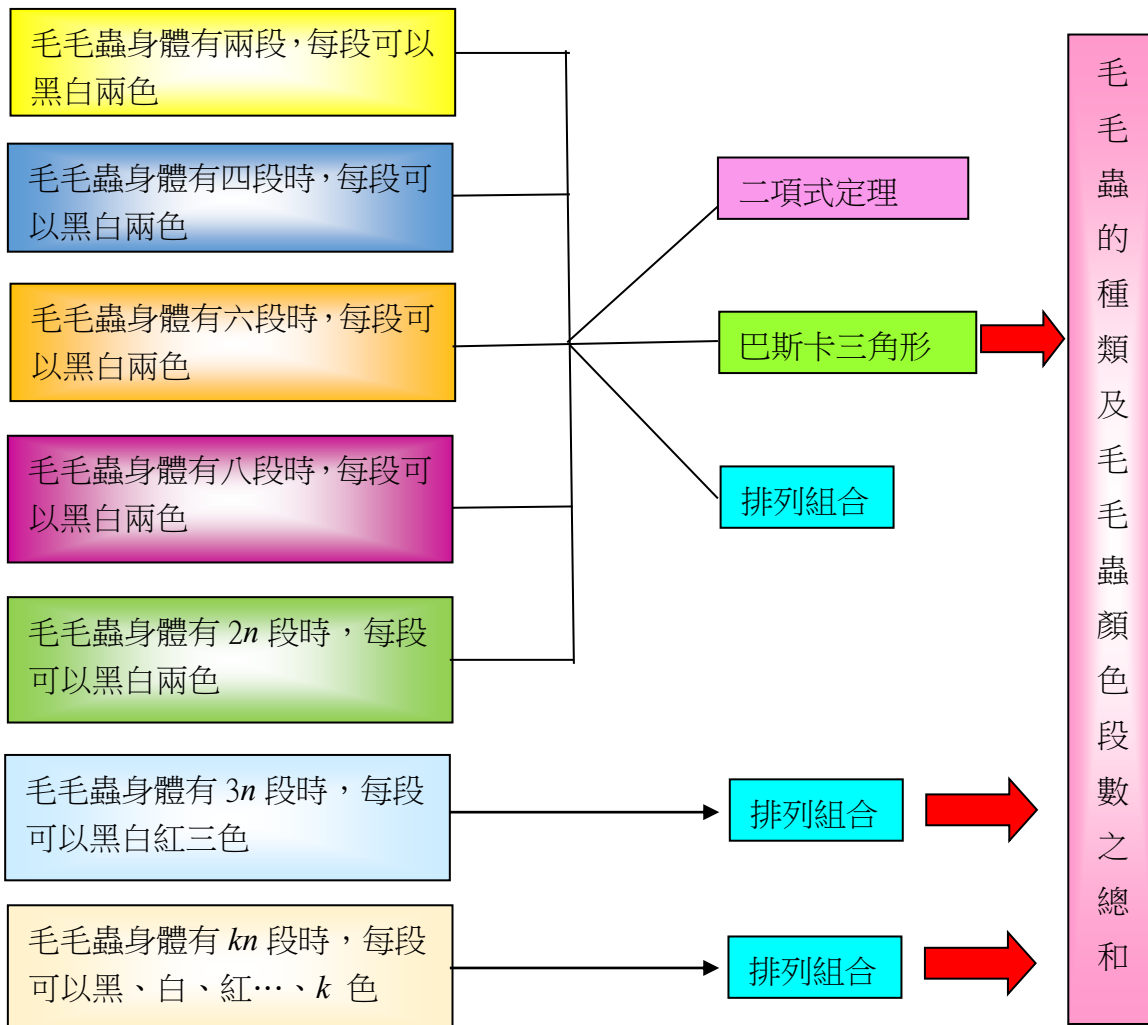 毛毛蟲身體有兩段，每段可以
黑白兩色
毛毛蟲身體有四段時，每段可
以黑白兩色
毛毛蟲身體有六段時，每段可
以黑白兩色
毛毛蟲身體有八段時，每段可
以黑白兩色
毛毛蟲身體有 2n 段時，每段
可以黑白兩色
毛毛蟲身體有 3n 段時，每段
可以黑白紅三色
毛毛蟲身體有 kn 段時，每段
可以黑、白、紅…、k 色
二項式定理
巴斯卡三角形
排列組合
排列組合
排列組合
毛毛蟲的種類及毛毛蟲顏色段數之總和